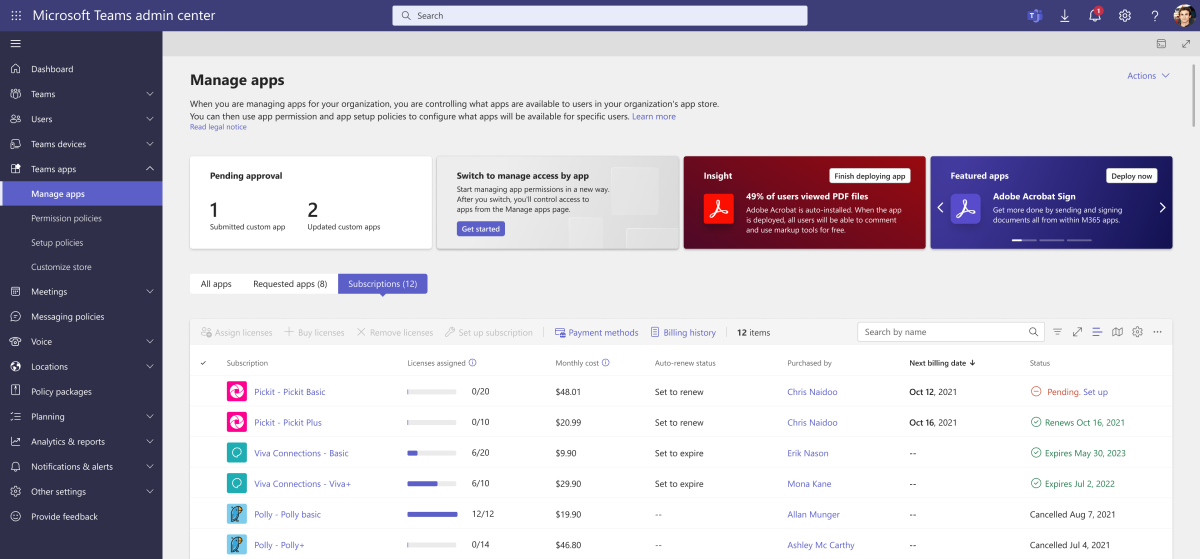 Microsoft Teams admin center
Search
1
Dashboard
Teams
Users
Teams devices
Teams apps
Manage apps
Permission policies
Setup policies
Customize store
Meetings
Messaging policies
Voice
Locations
Policy packages
Planning
Analytics & reports
Notifications & alerts
Other settings
Provide feedback
Manage apps
Actions
When you are managing apps for your organization, you are controlling what apps are available to users in your organization's app store.
You can then use app permission and app setup policies to configure what apps will be available for specific users. Learn more
Read legal notice
Pending approval
1
2
Submitted custom app
Updated custom apps
Switch to manage access by app
Start managing app permissions in a new way.
After you switch, you'll control access to
apps from the Manage apps page.
Get started
Insight
Finish deploying app
49% of users viewed PDF files
Adobe Acrobat is auto-installed. When the app
is deployed, all users will be able to comment
and use markup tools for free.
Featured apps
Deploy now
Adobe Acrobat Sign
Get more done by sending and signing
documents all from within M365 apps.
All apps
Requested apps (8)
Subscriptions (12)
Assign licenses
Buy licenses
Remove licenses
Set up subscription
Payment methods
Billing history
12 items
Search by name
Subscription Licenses assigned Monthly cost Auto-renew status Purchased by Next billing date Status
Pickit - Pickit Basic 0/20 $48.01 Set to renew Chris Naidoo Oct 12, 2021 Pending. Set up
Pickit - Pickit Plus 0/10 $20.99 Set to renew Chris Naidoo Oct 16, 2021 Renews Oct 16, 2021
Viva Connections - Basic 6/20 $9.90 Set to expire Erik Nason -- Expires May 30, 2023
Viva Connections - Viva+ 6/10 $29.90 Set to expire Mona Kane -- Expires Jul 2, 2022
Polly - Polly basic 12/12 $19.90 -- Allan Munger -- Cancelled Aug 7, 2021
Polly - Polly+ 0/14 $46.80 -- Ashley Mc Carthy -- Cancelled Jul 4, 2021